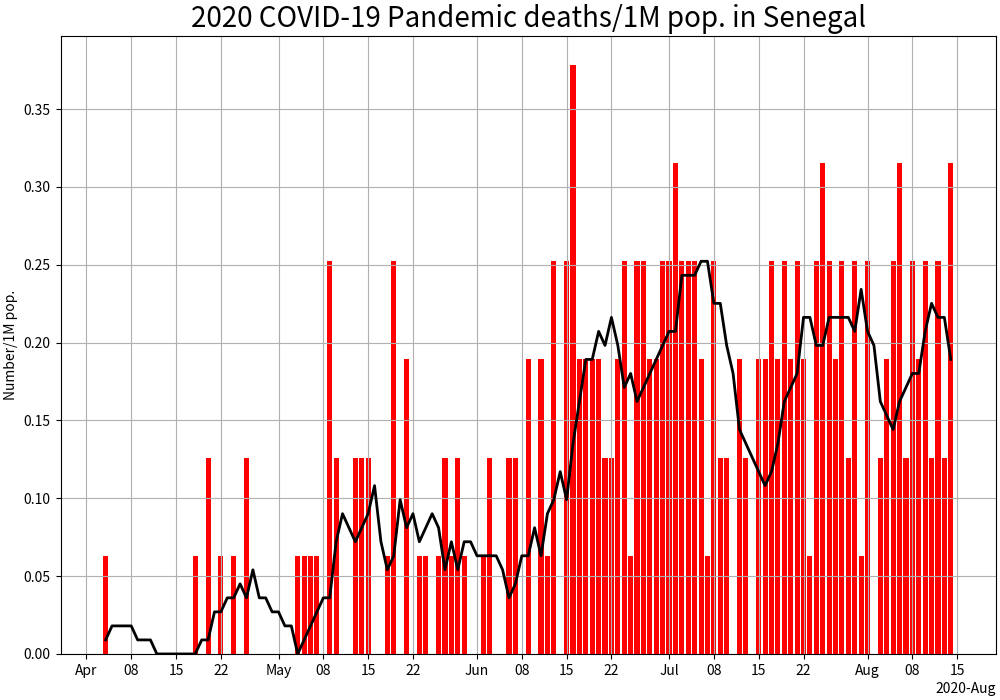 2020 COVID-19 Pandemic deaths/1M pop. in Senegal
Number/1M pop.
0.35
0.30
0.25
0.20
0.15
0.10
0.05
0.00
Apr 08 15 22 May 08 15 22 Jun 08 15 22 Jul 08 15 22 Aug 08 15
2020-Aug